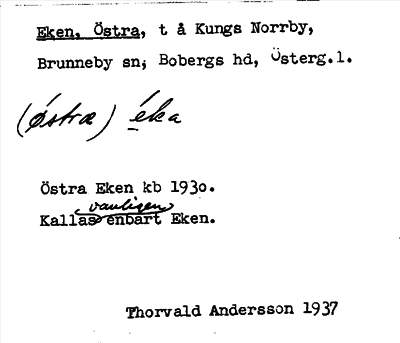 Eken, Östra, t å Kungs Norrby,
Brunneby sn, Bobergs hd, Österg.l.
(östræ) éka
Östra Eken kb 1930.
Kallas vanligen enbart Eken.
Thorvald Andersson 1937